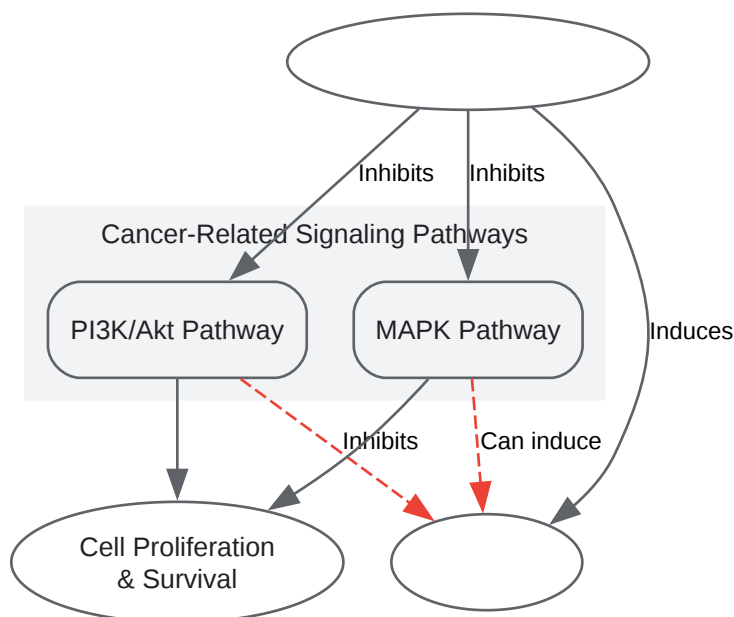 Inhibits
Inhibits
Cancer-Related Signaling Pathways
PI3K/Akt Pathway
MAPK Pathway
Induces
Inhibits
Can induce
Cell Proliferation
& Survival